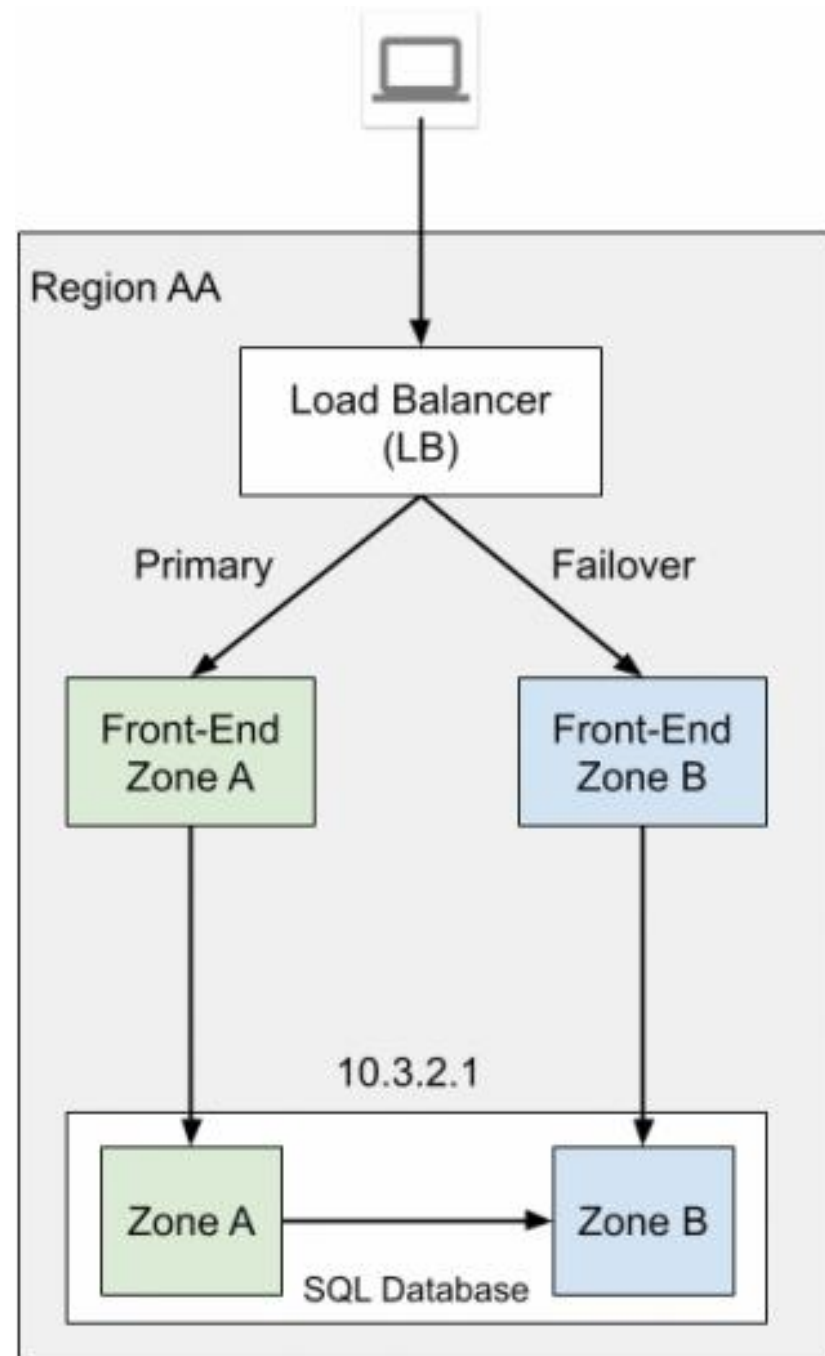 Region AA
Load Balancer
(LB)
Primary
Failover
Front-End
Zone A
Front-End
Zone B
10.3.2.1
Zone A
Zone B
SQL Database